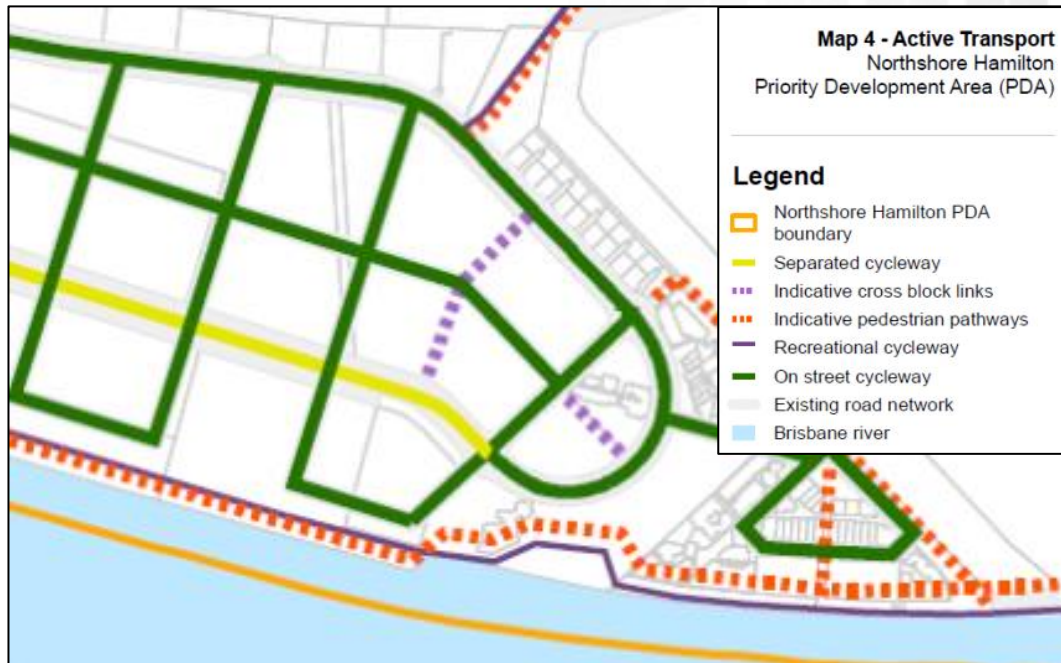 Map 4 - Active Transport
Northshore Hamilton
Priority Development Area (PDA)
Legend
Northshore Hamilton PDA
boundary
Separated cycleway
Indicative cross block links
Indicative pedestrian pathways
Recreational cycleway
On street cycleway
Existing road network
Brisbane river